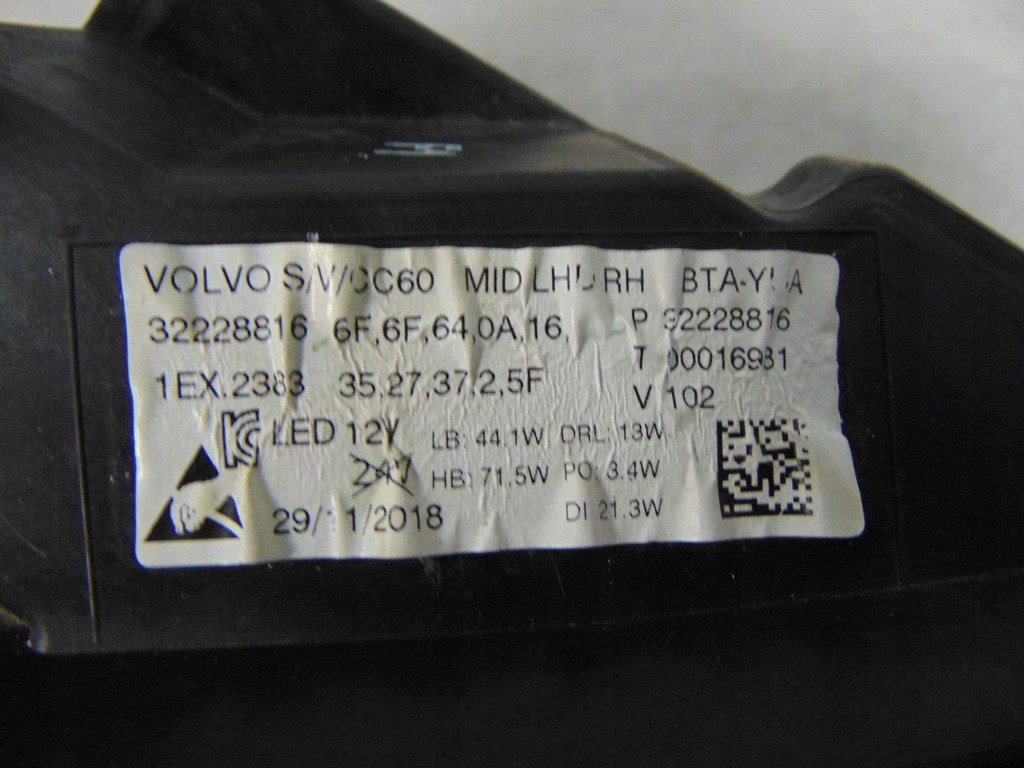 VOLVO S/V/CC60 MID LHD RH
32228816 6F,6F,64,0A,16, P 32228816
1EX.2383 35,27,37,2,5F T 00016981
V 102
LED 12V LB: 44.1W DRL: 13W
24V HB: 71.5W PO: 3.4W
29/11/2018 DI 21.3W